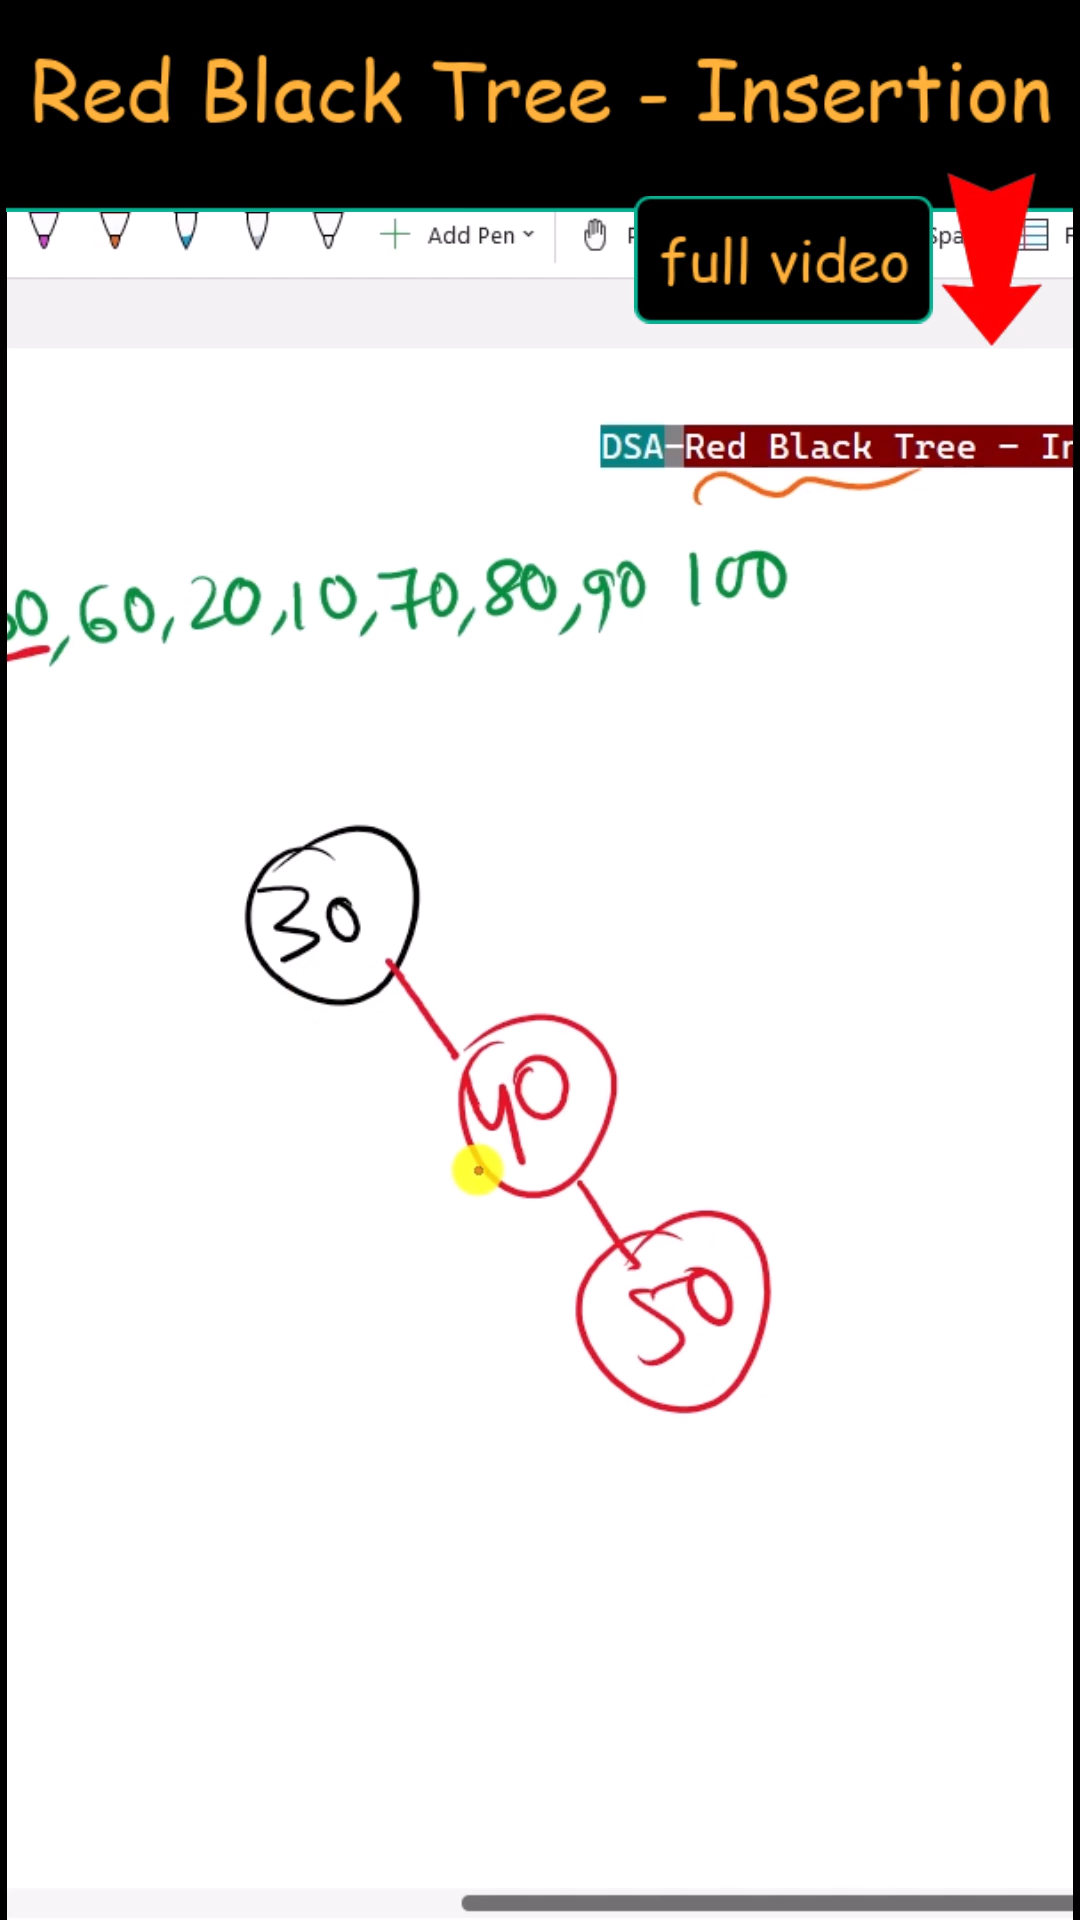 Red Black Tree - Insertion
Add Pen
full video
DSA-Red Black Tree - In
0, 60, 20, 10, 70, 80, 90 100
30
40
50